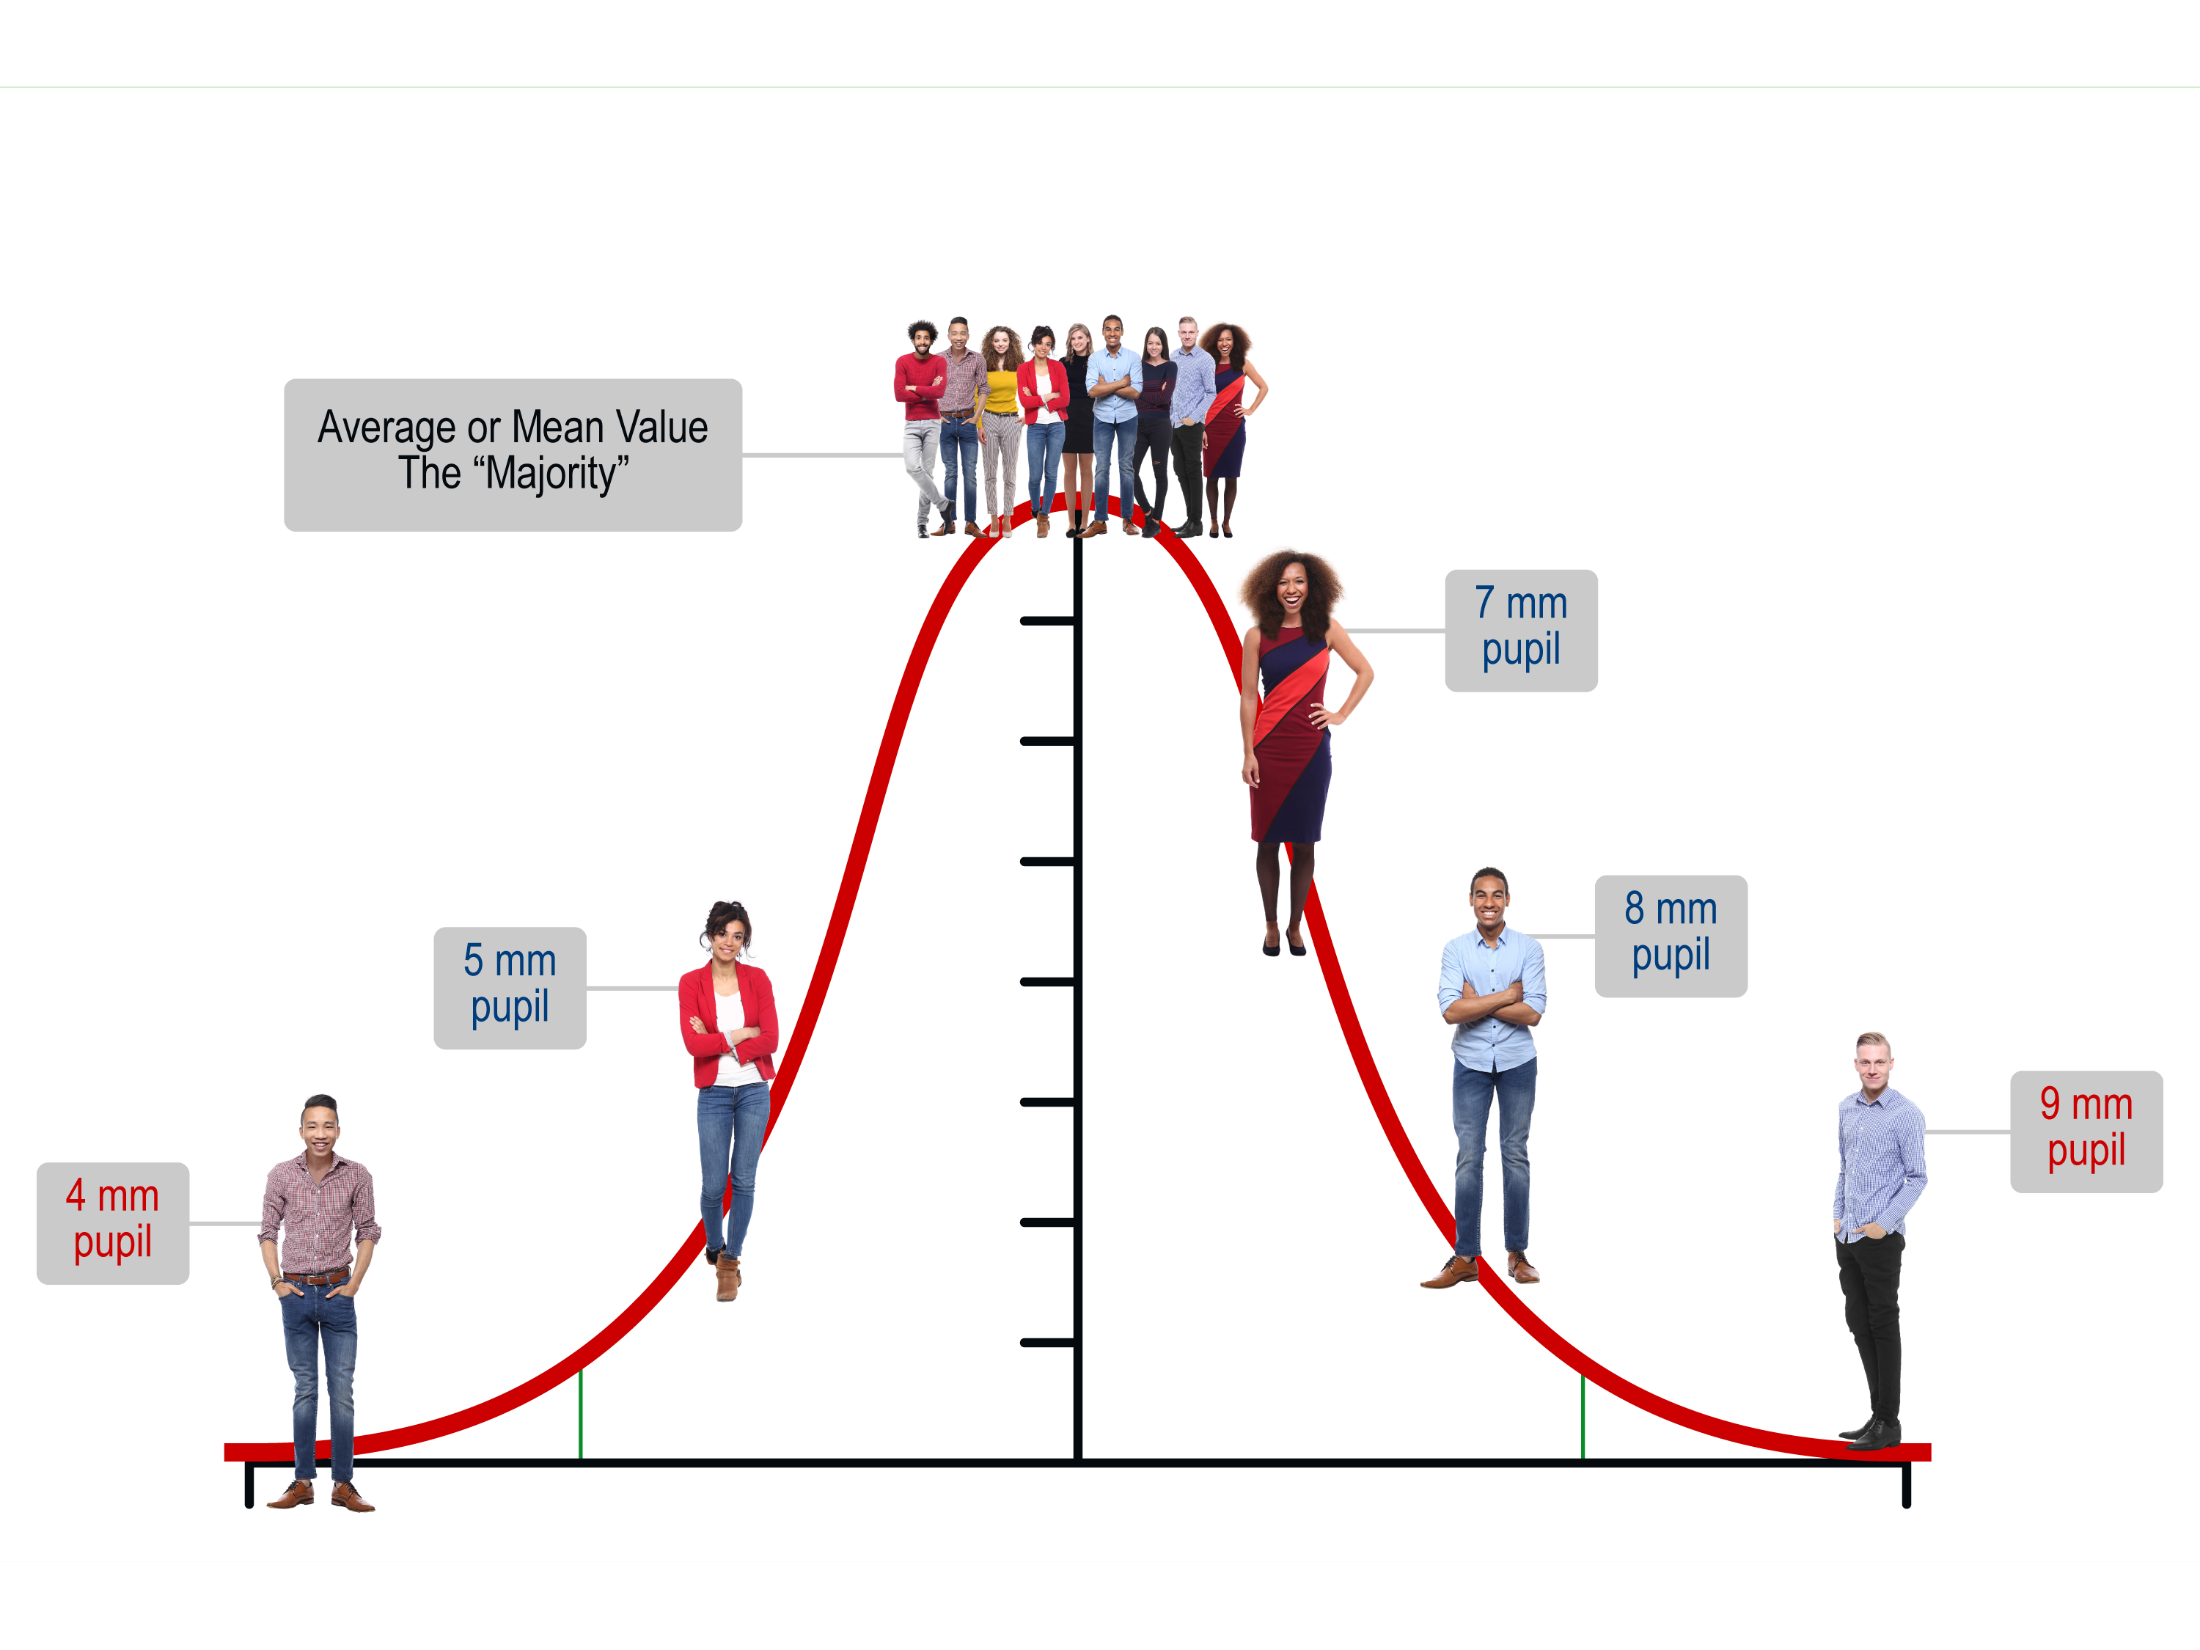 Average or Mean Value
The “Majority”
7 mm
pupil
8 mm
pupil
5 mm
pupil
9 mm
pupil
4 mm
pupil